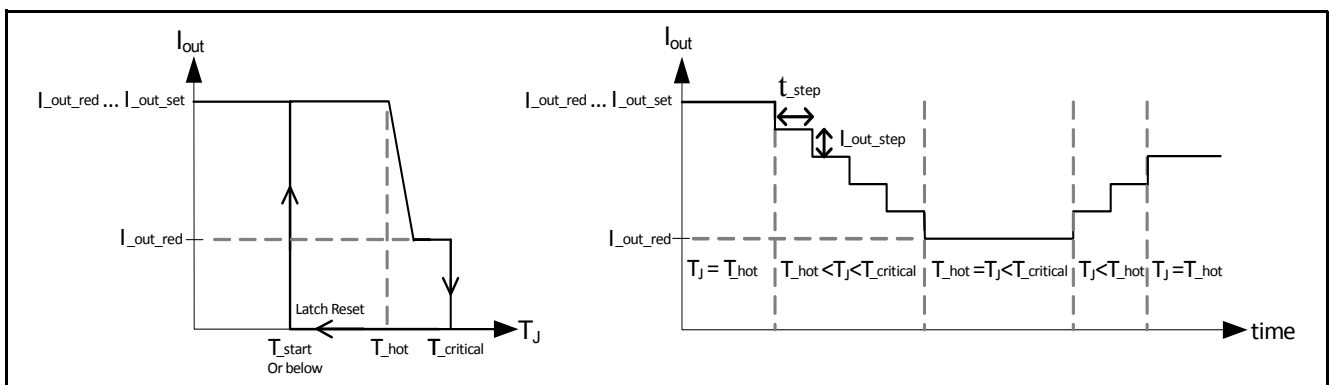 I_out
I_out_red ... I_out_set
I_out_red
Latch Reset
T_J
T_start
Or below
T_hot
T_critical
I_out
I_out_red ... I_out_set
t_step
I_out_step
I_out_red
T_J = T_hot
T_hot <T_J<T_critical
T_hot =T_J<T_critical
T_J<T_hot
T_J= T_hot
time